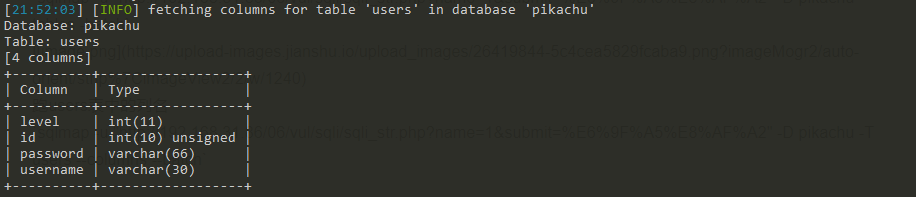 [21:52:03] [INFO] fetching columns for table 'users' in database 'pikachu'
Database: pikachu
Table: users
[4 columns]
+----------+------------------+
| Column   | Type             |
+----------+------------------+
| level    | int(11)          |
| id       | int(10) unsigned |
| password | varchar(66)      |
| username | varchar(30)      |
+----------+------------------+